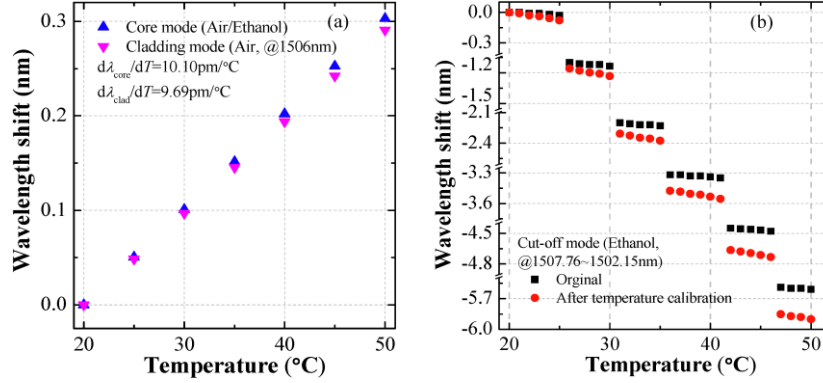 (a)
Core mode (Air/Ethanol)
Cladding mode (Air, @1506nm)
dλcore/dT=10.10pm/°C
dλclad/dT=9.69pm/°C
Wavelength shift (nm)
0.3
0.2
0.1
0.0
20
30
40
50
Temperature (°C)
(b)
Wavelength shift (nm)
0.0
-0.3
-1.2
-1.5
-2.1
-2.4
-3.3
-3.6
-4.5
-4.8
-5.7
-6.0
Cut-off mode (Ethanol,
@1507.76~1502.15nm)
Orginal
After temperature calibration
20
30
40
50
Temperature (°C)